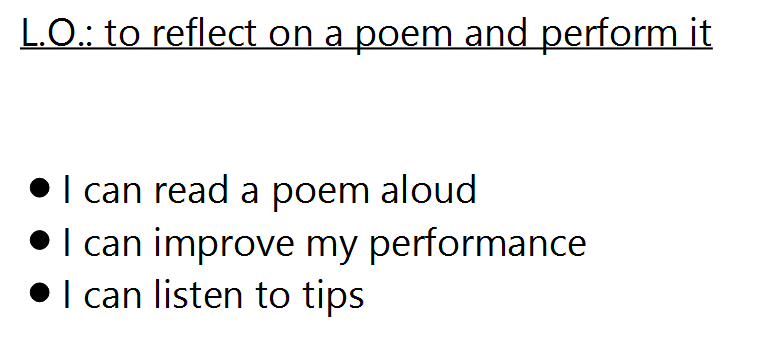 L.O.: to reflect on a poem and perform it
● I can read a poem aloud
● I can improve my performance
● I can listen to tips